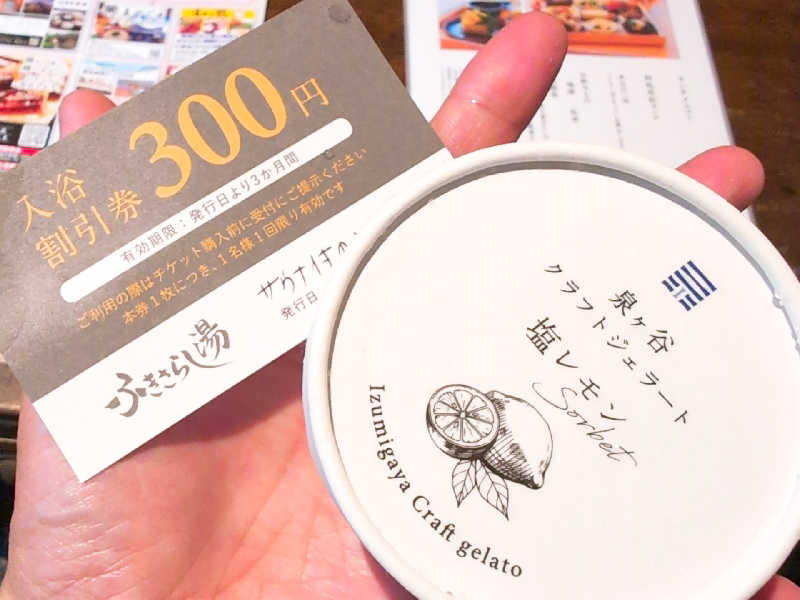 入浴
割引券 300円
有効期限：発行日より3か月間
ご利用の際はチケット購入前に受付にご提示ください
本券1枚につき、1名様1回限り有効です
発行日
ふきさらし湯
泉ヶ谷
クラフトジェラート
塩レモン
Sorbet
Izumigaya Craft gelato